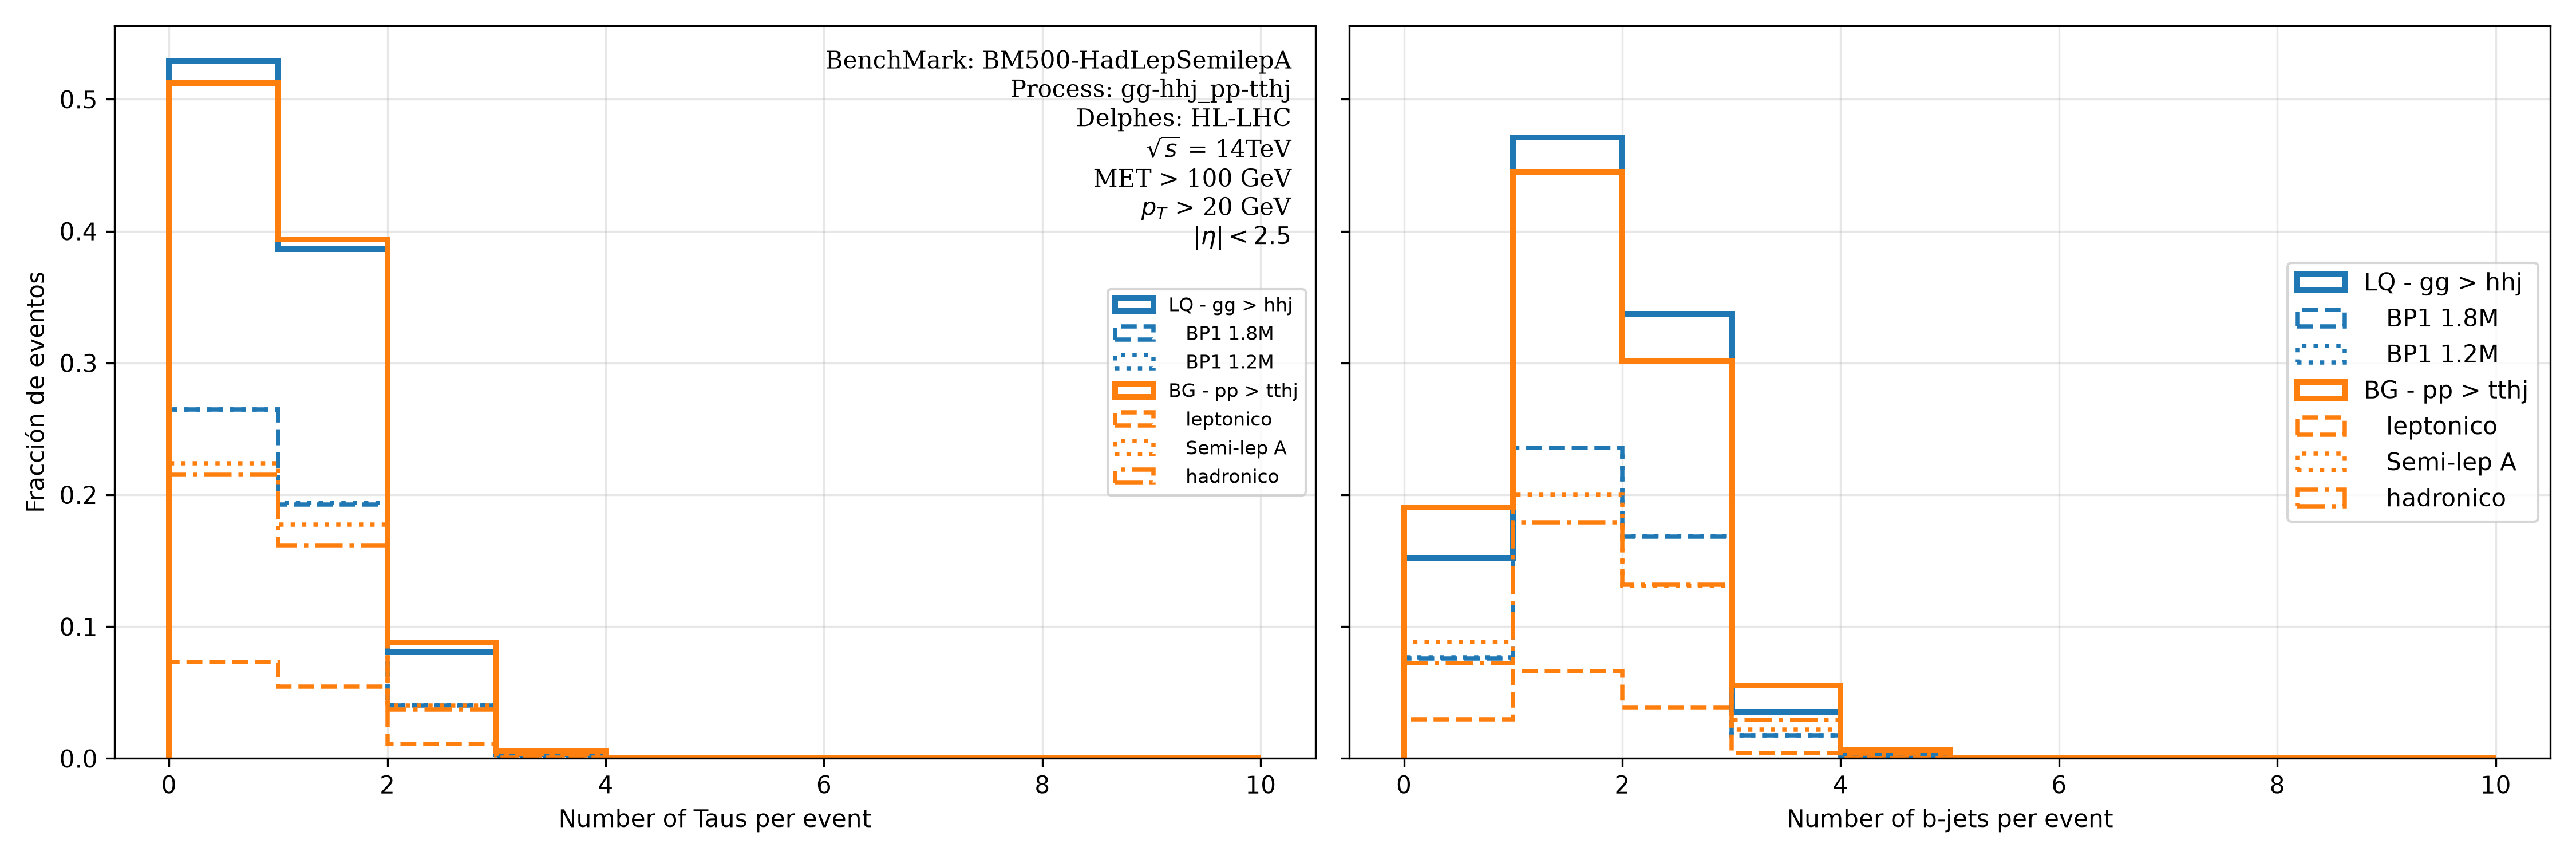 BenchMark: BM500-HadLepSemilepA
Process: gg-hhj_pp-tthj
Delphes: HL-LHC
√s = 14TeV
MET > 100 GeV
pT > 20 GeV
|η| < 2.5
LQ - gg > hhj
BP1 1.8M
BP1 1.2M
BG - pp > tthj
leptonico
Semi-lep A
hadronico
Fracción de eventos
0.5
0.4
0.3
0.2
0.1
0.0
0 2 4 6 8 10
Number of Taus per event
LQ - gg > hhj
BP1 1.8M
BP1 1.2M
BG - pp > tthj
leptonico
Semi-lep A
hadronico
0 2 4 6 8 10
Number of b-jets per event